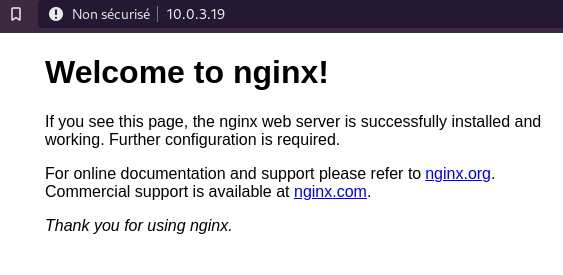 Non sécurisé 10.0.3.19
Welcome to nginx!
If you see this page, the nginx web server is successfully installed and
working. Further configuration is required.
For online documentation and support please refer to nginx.org.
Commercial support is available at nginx.com.
Thank you for using nginx.